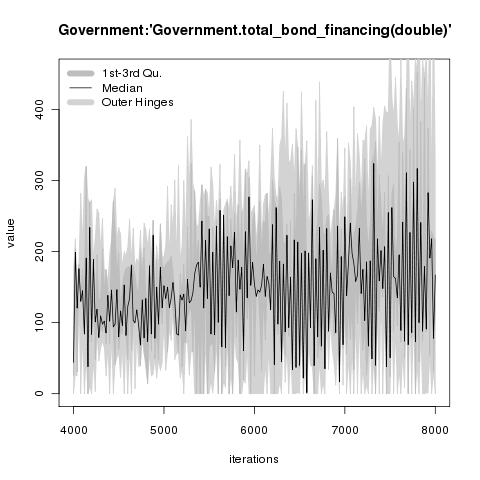 Government:'Government.total_bond_financing(double)'
1st-3rd Qu.
Median
Outer Hinges
value
400
300
200
100
0
4000 5000 6000 7000 8000
iterations